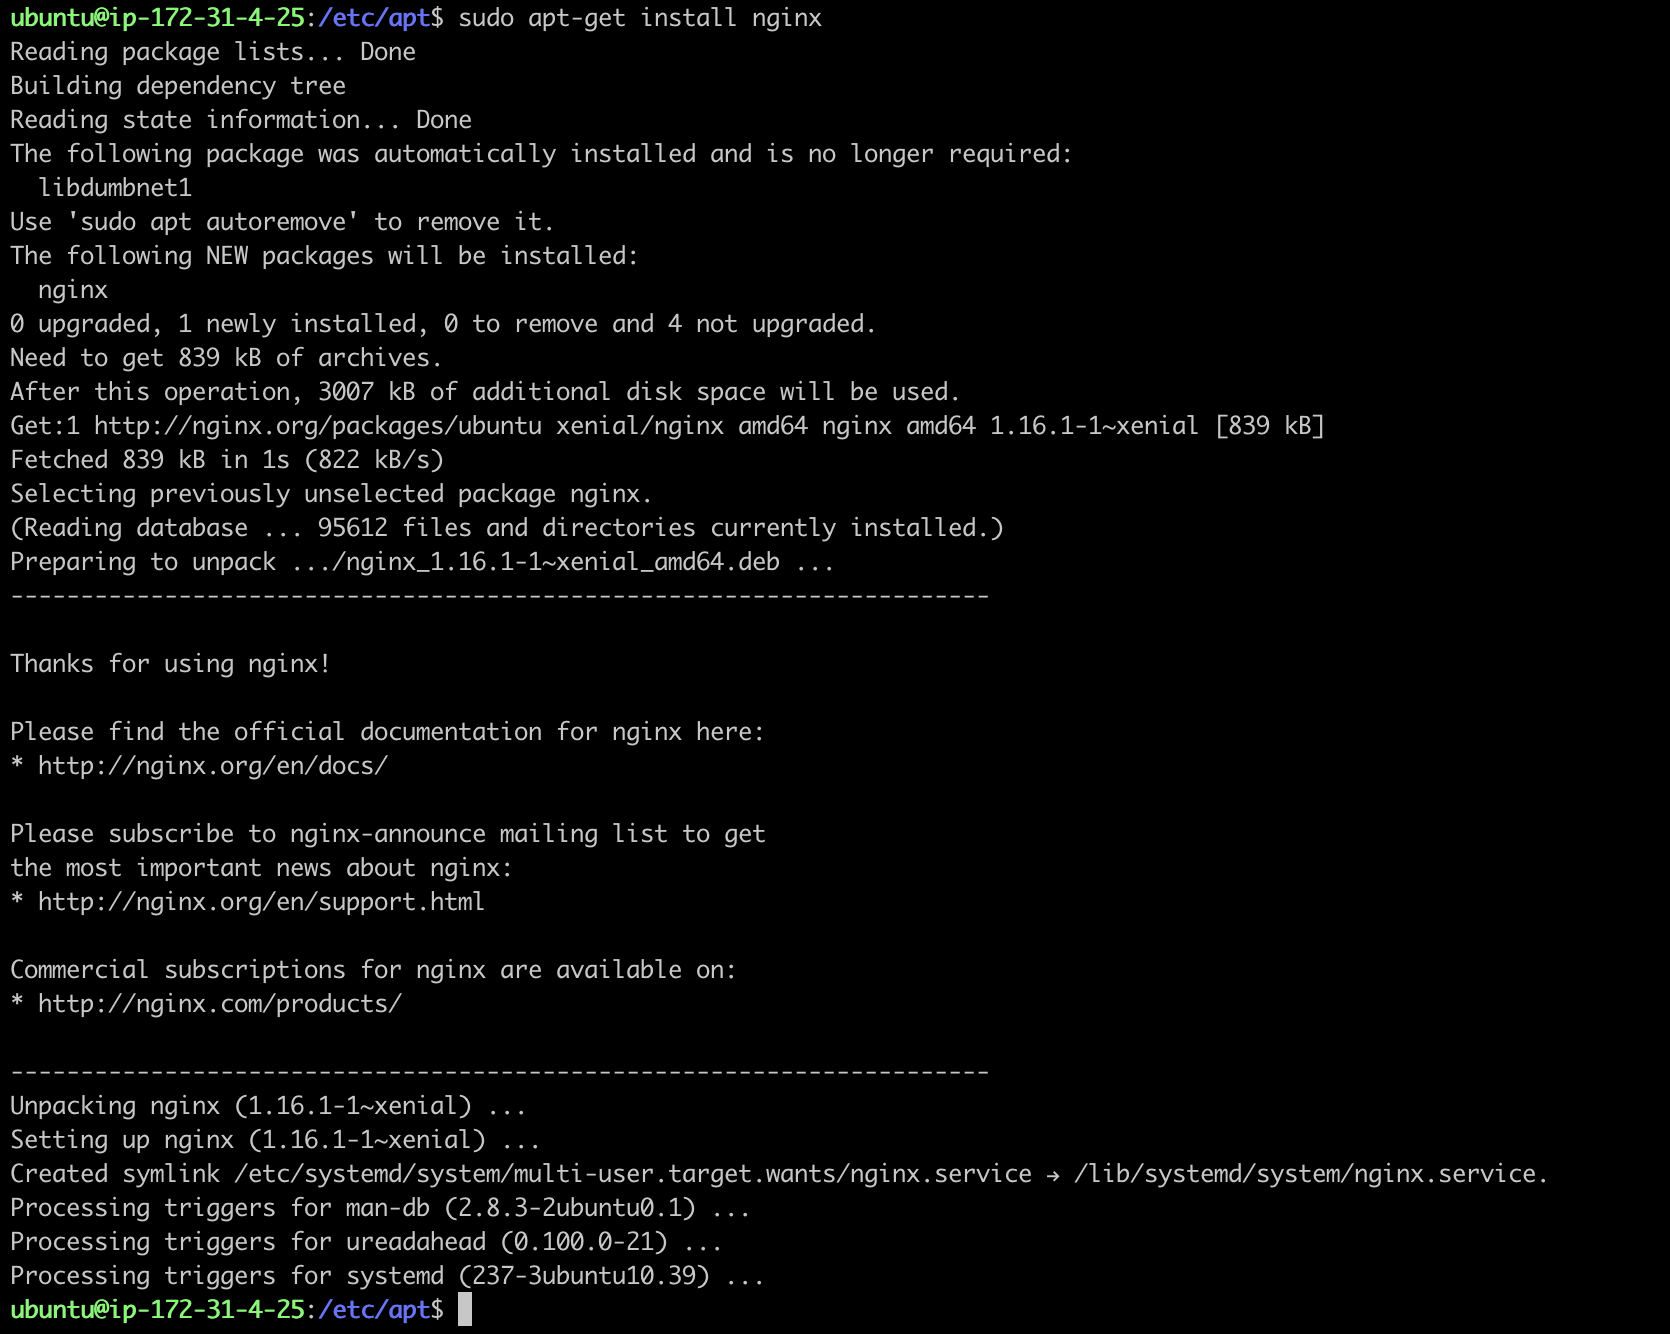 ubuntu@ip-172-31-4-25:/etc/apt$ sudo apt-get install nginx
Reading package lists... Done
Building dependency tree
Reading state information... Done
The following package was automatically installed and is no longer required:
  libdumbnet1
Use 'sudo apt autoremove' to remove it.
The following NEW packages will be installed:
  nginx
0 upgraded, 1 newly installed, 0 to remove and 4 not upgraded.
Need to get 839 kB of archives.
After this operation, 3007 kB of additional disk space will be used.
Get:1 http://nginx.org/packages/ubuntu xenial/nginx amd64 nginx amd64 1.16.1-1~xenial [839 kB]
Fetched 839 kB in 1s (822 kB/s)
Selecting previously unselected package nginx.
(Reading database ... 95612 files and directories currently installed.)
Preparing to unpack .../nginx_1.16.1-1~xenial_amd64.deb ...
----------------------------------------------------------------------

Thanks for using nginx!

Please find the official documentation for nginx here:
* http://nginx.org/en/docs/

Please subscribe to nginx-announce mailing list to get
the most important news about nginx:
* http://nginx.org/en/support.html

Commercial subscriptions for nginx are available on:
* http://nginx.com/products/

----------------------------------------------------------------------
Unpacking nginx (1.16.1-1~xenial) ...
Setting up nginx (1.16.1-1~xenial) ...
Created symlink /etc/systemd/system/multi-user.target.wants/nginx.service → /lib/systemd/system/nginx.service.
Processing triggers for man-db (2.8.3-2ubuntu0.1) ...
Processing triggers for ureadahead (0.100.0-21) ...
Processing triggers for systemd (237-3ubuntu10.39) ...
ubuntu@ip-172-31-4-25:/etc/apt$